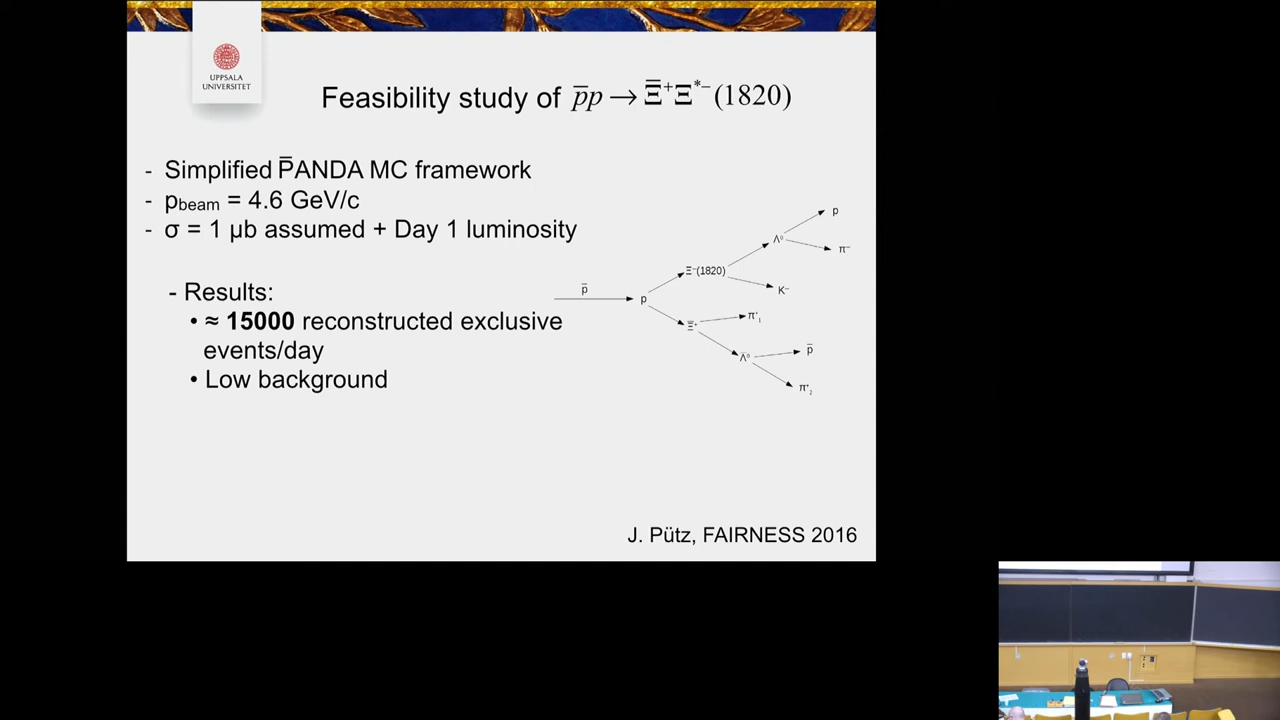 UPPSALA
UNIVERSITET
Feasibility study of p̄p → Ξ̄⁺Ξ*⁻(1820)
- Simplified P̄ANDA MC framework
- pbeam = 4.6 GeV/c
- σ = 1 μb assumed + Day 1 luminosity
- Results:
• ≈ 15000 reconstructed exclusive
events/day
• Low background
p
Λ⁰
π⁻
Ξ⁻(1820)
K⁻
p̄
p
Ξ̄⁺
π⁺₁
Λ̄⁰
p̄
π⁺₂
J. Pütz, FAIRNESS 2016